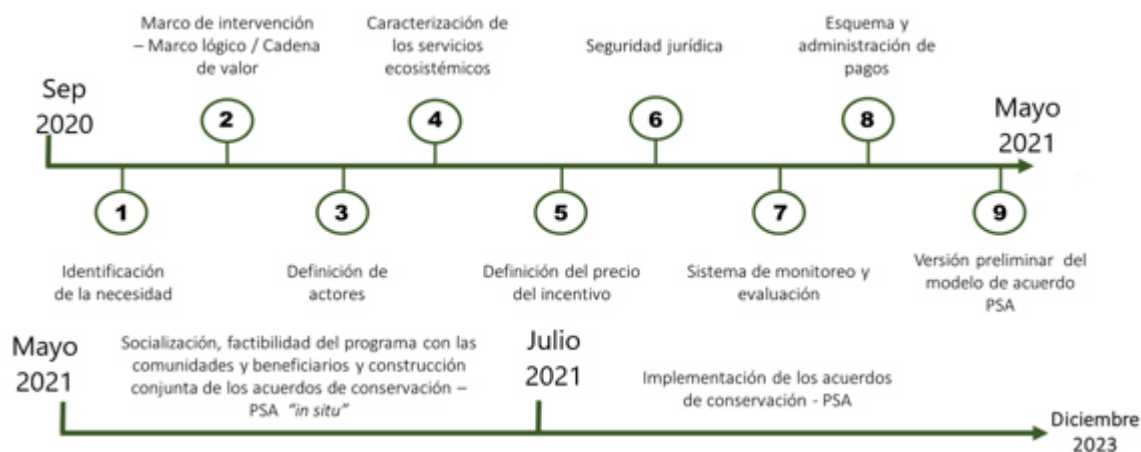 Marco de intervención
– Marco lógico / Cadena
de valor
Caracterización de
los servicios
ecosistémicos
Seguridad jurídica
Esquema y
administración de
pagos
Sep
2020
2
4
6
8
Mayo
2021
1
3
5
7
9
Identificación
de la necesidad
Definición de
actores
Definición del precio
del incentivo
Sistema de monitoreo y
evaluación
Versión preliminar del
modelo de acuerdo
PSA
Mayo
2021
Socialización, factibilidad del programa con las
comunidades y beneficiarios y construcción
conjunta de los acuerdos de conservación –
PSA "in situ"
Julio
2021
Implementación de los acuerdos
de conservación - PSA
Diciembre
2023